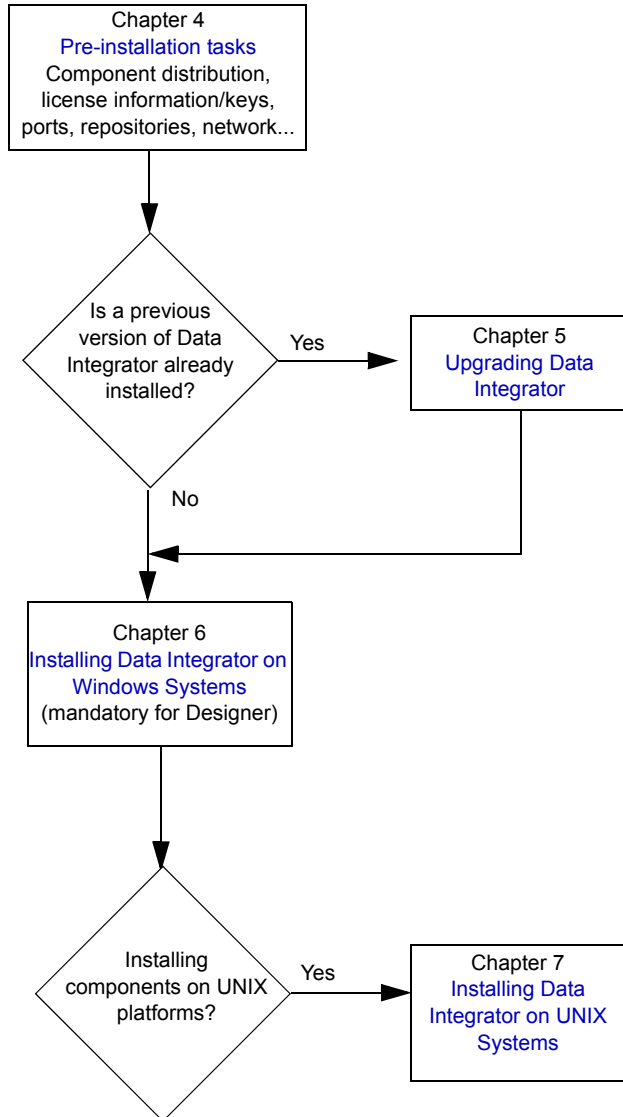 Chapter 4
Pre-installation tasks
Component distribution,
license information/keys,
ports, repositories, network...
Is a previous
version of Data
Integrator already
installed?
Yes
Chapter 5
Upgrading Data
Integrator
No
Chapter 6
Installing Data Integrator on
Windows Systems
(mandatory for Designer)
Installing
components on UNIX
platforms?
Yes
Chapter 7
Installing Data
Integrator on UNIX
Systems